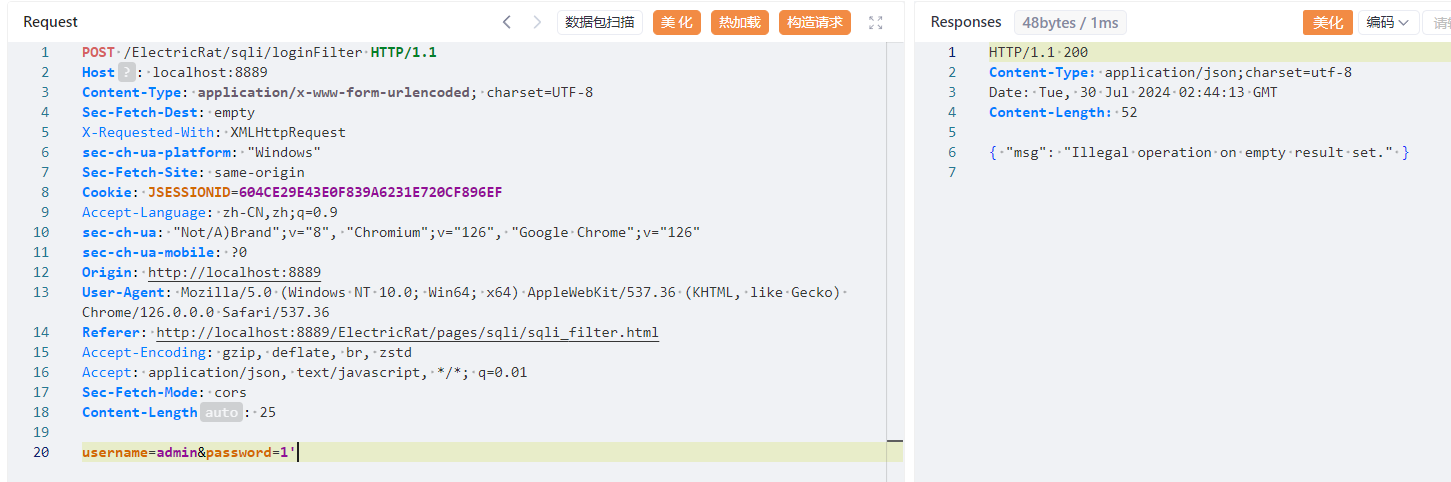 Request
数据包扫描
美化
热加载
构造请求
1 POST /ElectricRat/sqli/loginFilter HTTP/1.1
2 Host ? : localhost:8889
3 Content-Type: application/x-www-form-urlencoded; charset=UTF-8
4 Sec-Fetch-Dest: empty
5 X-Requested-With: XMLHttpRequest
6 sec-ch-ua-platform: "Windows"
7 Sec-Fetch-Site: same-origin
8 Cookie: JSESSIONID=604CE29E43E0F839A6231E720CF896EF
9 Accept-Language: zh-CN,zh;q=0.9
10 sec-ch-ua: "Not/A)Brand";v="8", "Chromium";v="126", "Google Chrome";v="126"
11 sec-ch-ua-mobile: ?0
12 Origin: http://localhost:8889
13 User-Agent: Mozilla/5.0 (Windows NT 10.0; Win64; x64) AppleWebKit/537.36 (KHTML, like Gecko)
Chrome/126.0.0.0 Safari/537.36
14 Referer: http://localhost:8889/ElectricRat/pages/sqli/sqli_filter.html
15 Accept-Encoding: gzip, deflate, br, zstd
16 Accept: application/json, text/javascript, */*; q=0.01
17 Sec-Fetch-Mode: cors
18 Content-Length auto : 25
19
20 username=admin&password=1'
Responses
48bytes / 1ms
美化
编码
请
1 HTTP/1.1 200
2 Content-Type: application/json;charset=utf-8
3 Date: Tue, 30 Jul 2024 02:44:13 GMT
4 Content-Length: 52
5
6 { "msg": "Illegal operation on empty result set." }
7